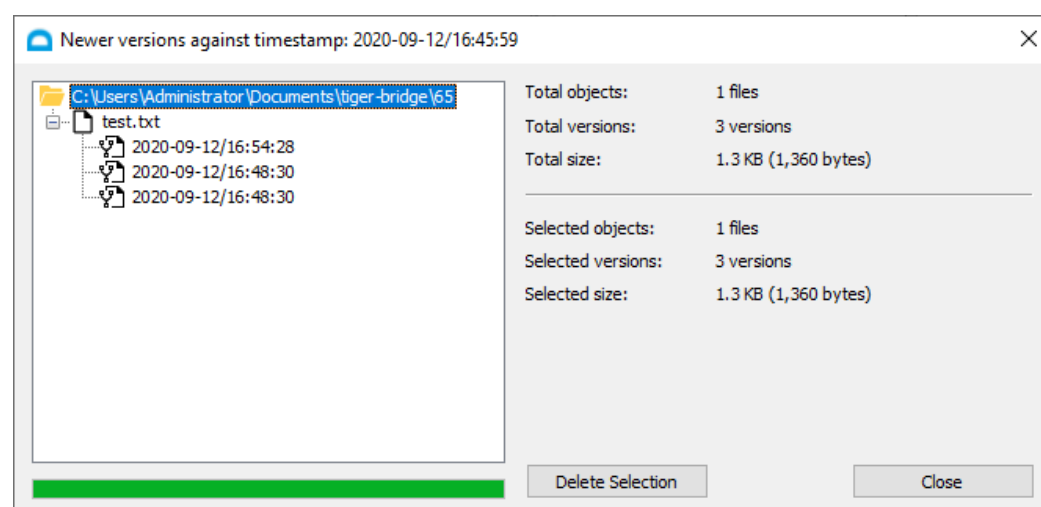 Newer versions against timestamp: 2020-09-12/16:45:59
C:\Users\Administrator\Documents\tiger-bridge\65
test.txt
2020-09-12/16:54:28
2020-09-12/16:48:30
2020-09-12/16:48:30
Total objects: 1 files
Total versions: 3 versions
Total size: 1.3 KB (1,360 bytes)
Selected objects: 1 files
Selected versions: 3 versions
Selected size: 1.3 KB (1,360 bytes)
Delete Selection Close